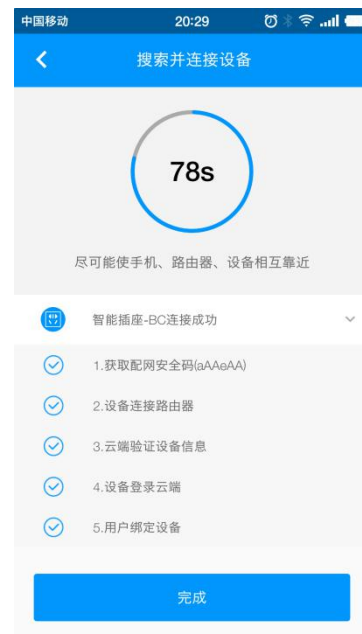 中国移动 20:29
搜索并连接设备
78s
尽可能使手机、路由器、设备相互靠近
智能插座-BC连接成功
1.获取配网安全码(aAAeAA)
2.设备连接路由器
3.云端验证设备信息
4.设备登录云端
5.用户绑定设备
完成